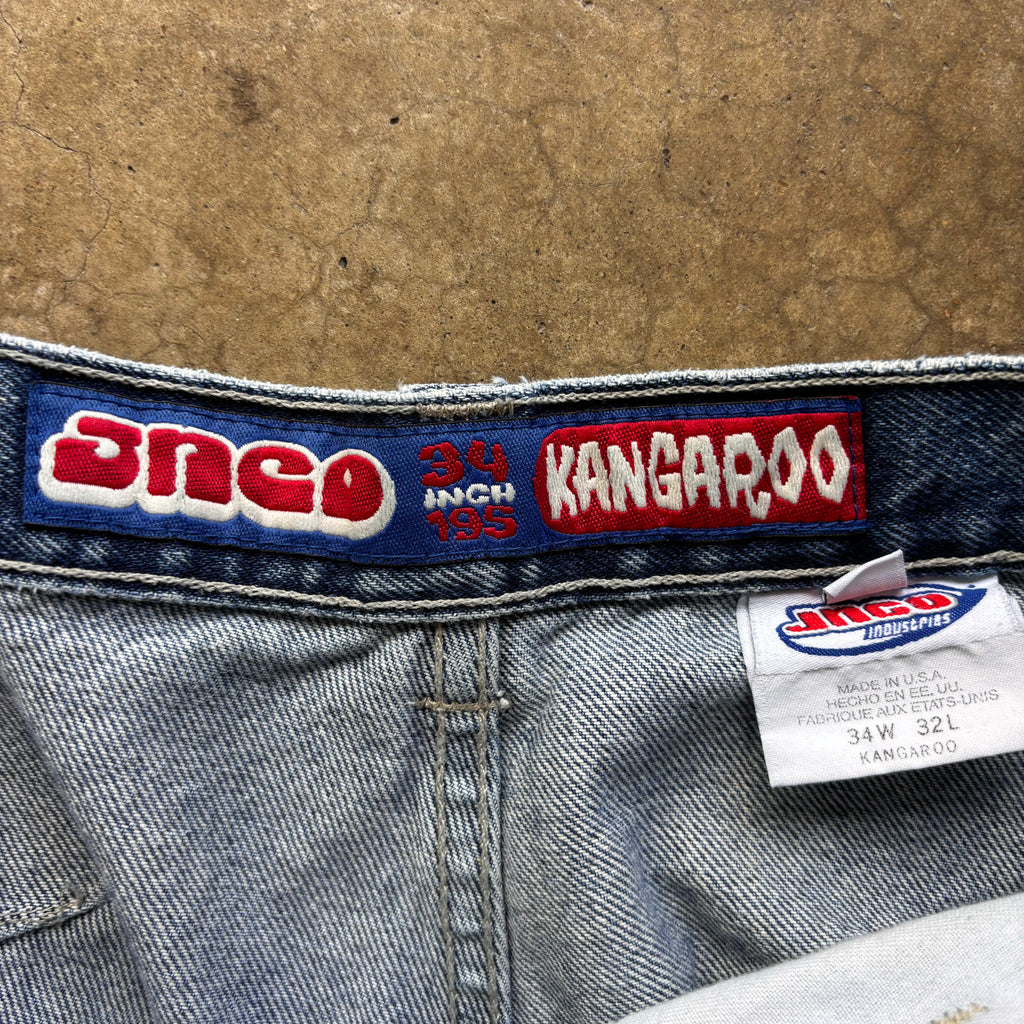 JNCO
34
INCH
195
KANGAROO
JNCO
INDUSTRIES
MADE IN U.S.A.
HECHO EN EE. UU.
FABRIQUE AUX ETATS-UNIS
34W 32L
KANGAROO